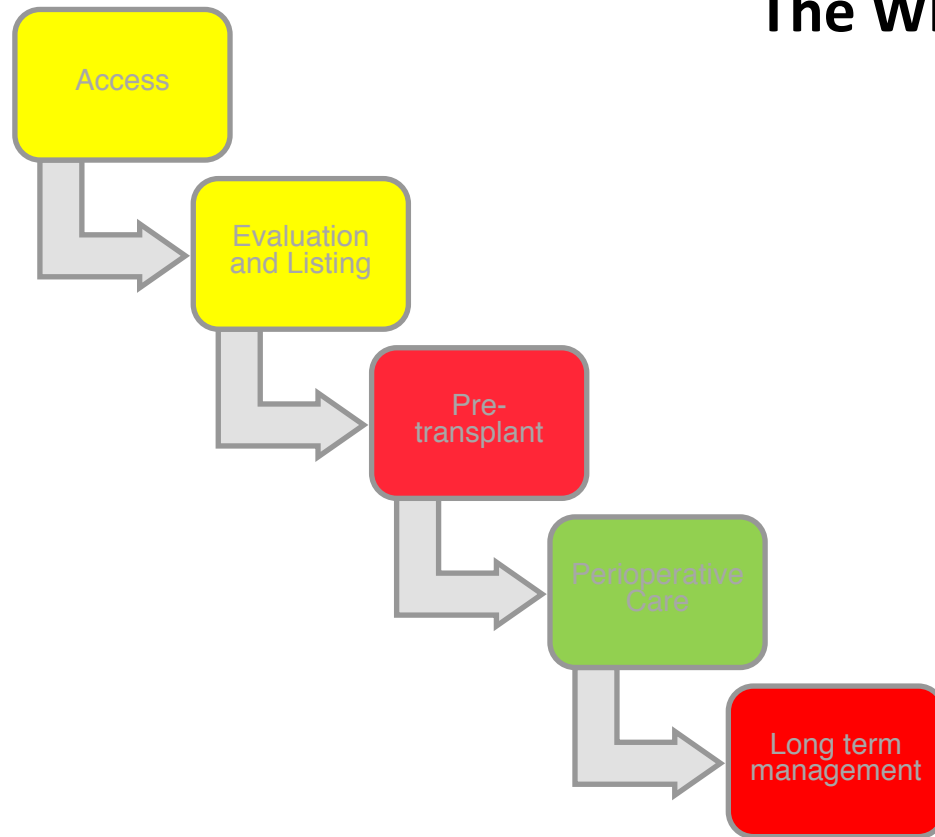 The
Access
Evaluation
and Listing
Pre-
transplant
Perioperative
Care
Long term
management